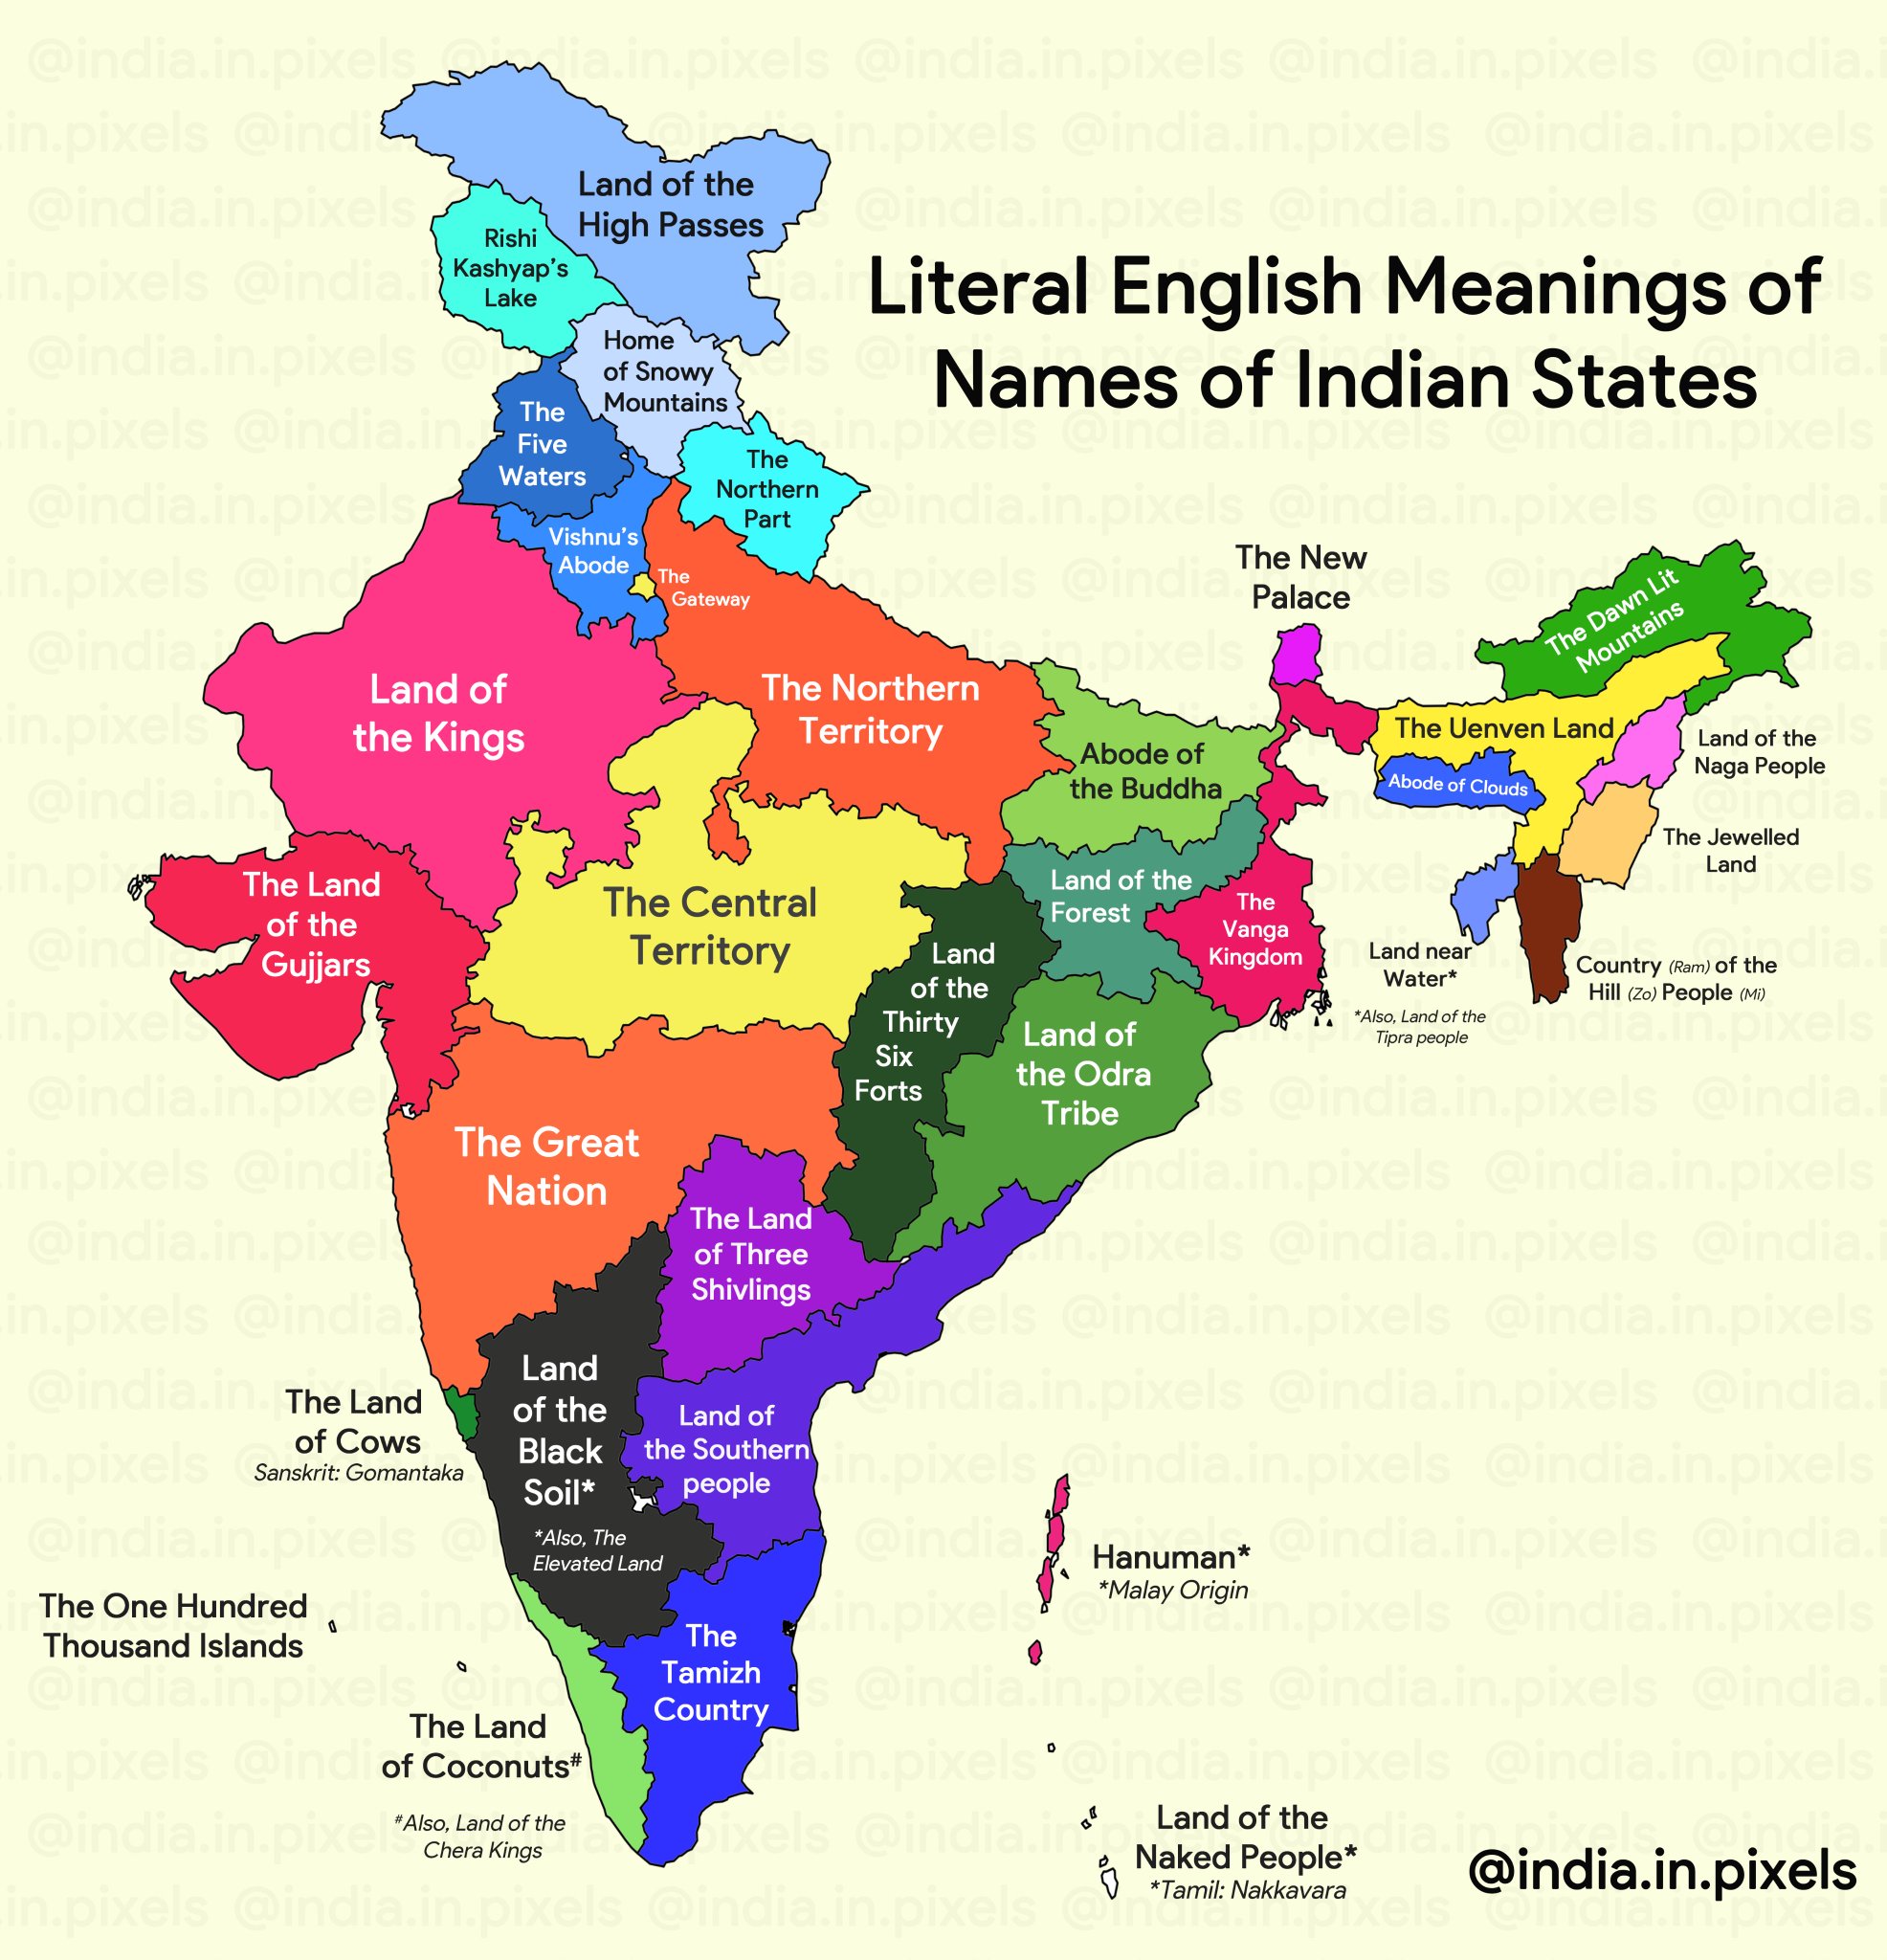 Literal English Meanings of
Names of Indian States
Land of the
High Passes
Rishi
Kashyap's
Lake
Home
of Snowy
Mountains
The
Five
Waters
The
Northern
Part
Vishnu's
Abode
The
Gateway
Land of
the Kings
The Northern
Territory
The New
Palace
The Dawn Lit
Mountains
The Uenven Land
Abode of Clouds
Land of the
Naga People
The Jewelled
Land
Abode of
the Buddha
Land of the
Forest
The
Vanga
Kingdom
Land near
Water*
*Also, Land of the
Tipra people
Country (Ram) of the
Hill (Zo) People (Mi)
The Land
of the
Gujjars
The Central
Territory
Land
of the
Thirty
Six
Forts
Land of
the Odra
Tribe
The Great
Nation
The Land
of Three
Shivlings
The Land
of Cows
Sanskrit: Gomantaka
Land
of the
Black
Soil*
*Also, The
Elevated Land
Land of
the Southern
people
The One Hundred
Thousand Islands
The
Tamizh
Country
The Land
of Coconuts#
#Also, Land of the
Chera Kings
Hanuman*
*Malay Origin
Land of the
Naked People*
*Tamil: Nakkavara
@india.in.pixels